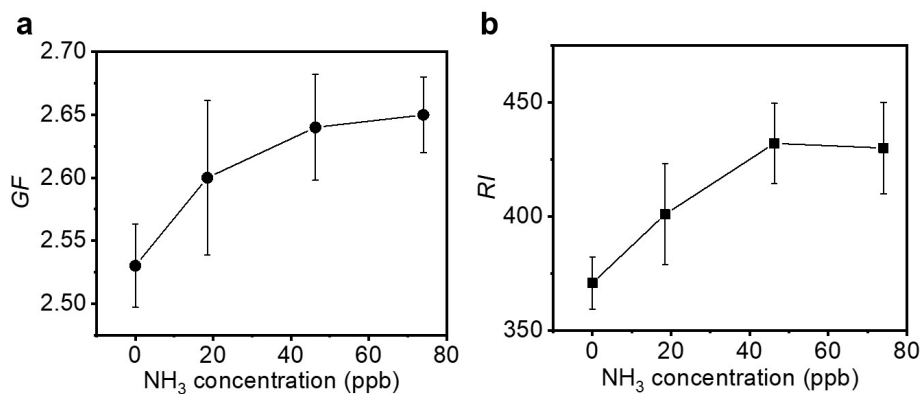 a
2.70
2.65
2.60
2.55
2.50
GF
0 20 40 60 80
NH₃ concentration (ppb)
b
450
400
350
RI
0 20 40 60 80
NH₃ concentration (ppb)